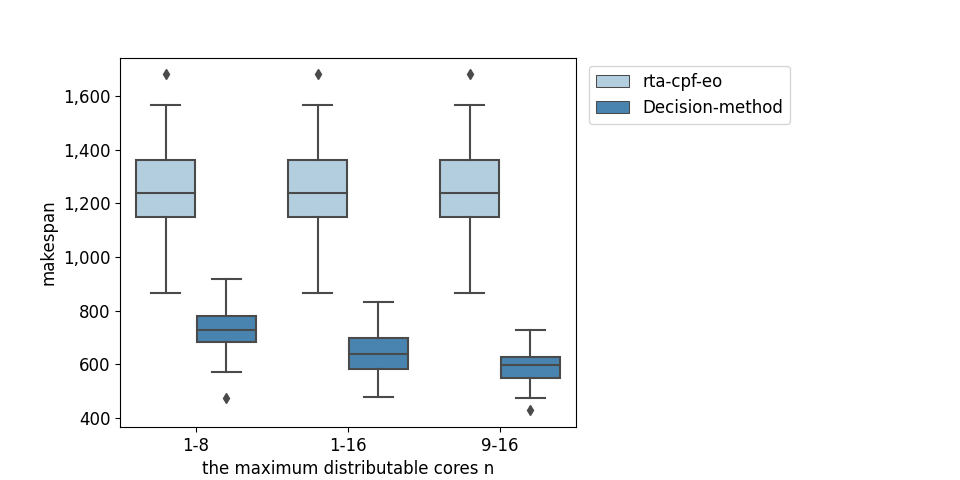 rta-cpf-eo
Decision-method
makespan
1,600
1,400
1,200
1,000
800
600
400
1-8
1-16
9-16
the maximum distributable cores n